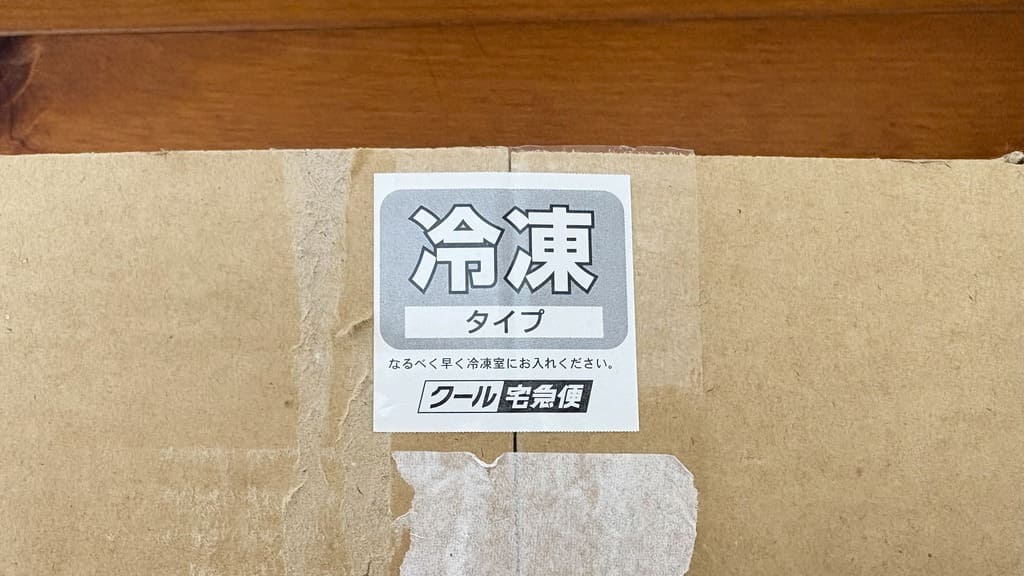 冷凍
タイプ
なるべく早く冷凍室にお入れください。
クール宅急便